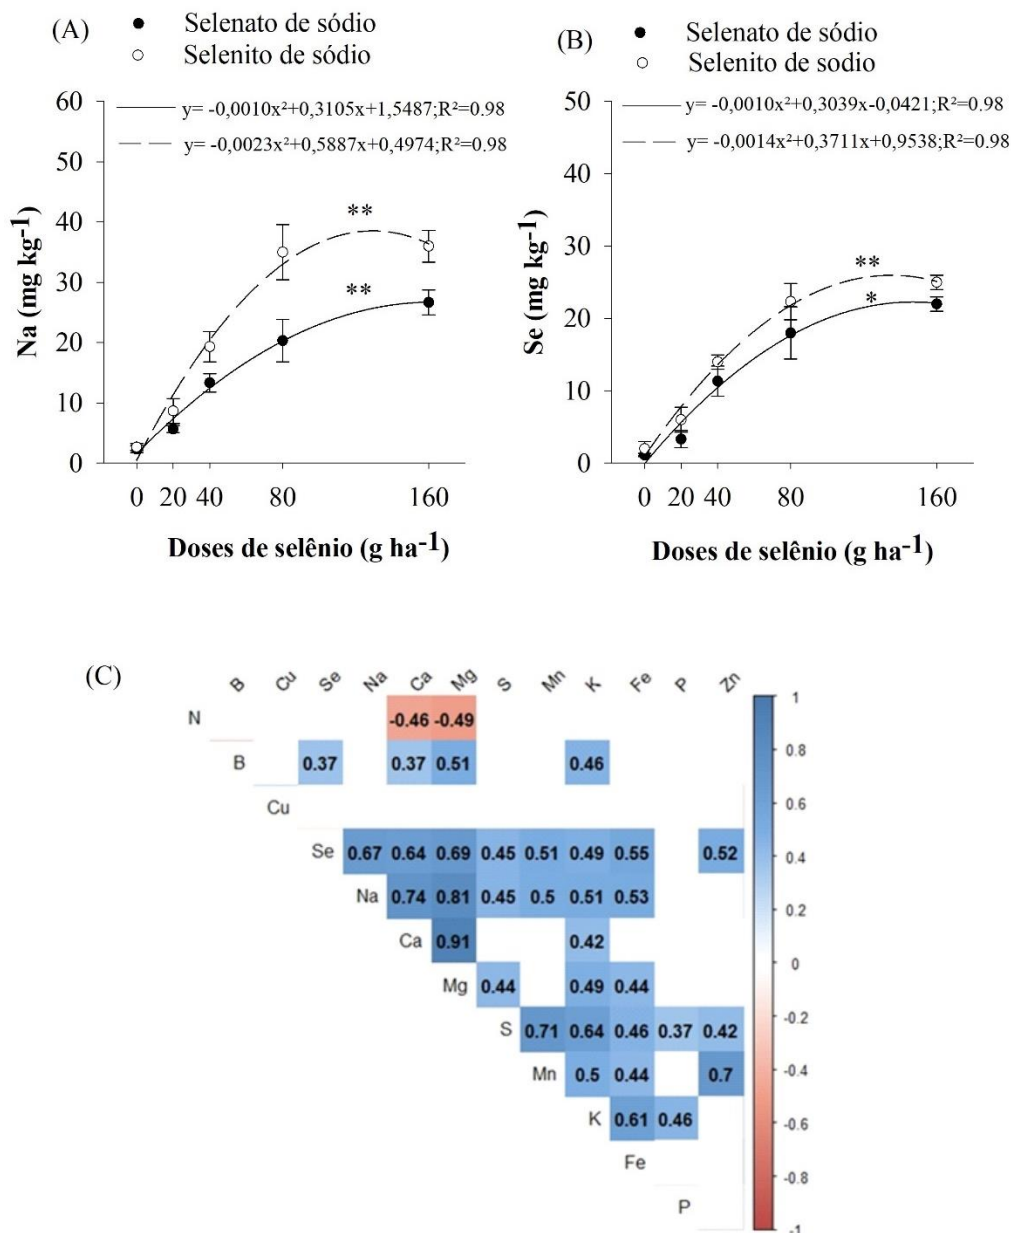 (A)
● Selenato de sódio
○ Selenito de sódio
y= -0,0010x²+0,3105x+1,5487;R²=0.98
y= -0,0023x²+0,5887x+0,4974;R²=0.98
Na (mg kg-1)
60
50
40
30
20
10
0
**
**
0 20 40 80 160
Doses de selênio (g ha-1)
(B)
● Selenato de sódio
○ Selenito de sodio
y= -0,0010x²+0,3039x-0,0421;R²=0.98
y= -0,0014x²+0,3711x+0,9538;R²=0.98
Se (mg kg-1)
50
40
30
20
10
0
**
*
0 20 40 80 160
Doses de selênio (g ha-1)
(C)
B Cu Se Na Ca Mg S Mn K Fe P Zn
N -0.46 -0.49
B 0.37 0.37 0.51 0.46
Cu
Se 0.67 0.64 0.69 0.45 0.51 0.49 0.55 0.52
Na 0.74 0.81 0.45 0.5 0.51 0.53
Ca 0.91 0.42
Mg 0.44 0.49 0.44
S 0.71 0.64 0.46 0.37 0.42
Mn 0.5 0.44 0.7
K 0.61 0.46
Fe
P
1
0.8
0.6
0.4
0.2
0
-0.2
-0.4
-0.6
-0.8
-1